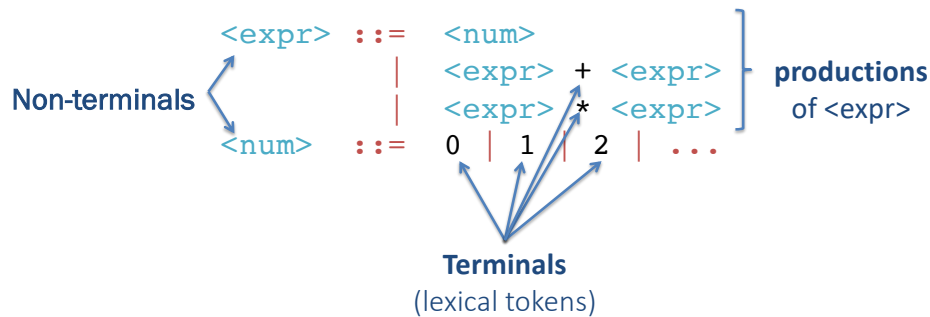 <expr> ::= <num>
| <expr> + <expr>
| <expr> * <expr>
<num> ::= 0 | 1 | 2 | ...
Non-terminals
productions
of <expr>
Terminals
(lexical tokens)